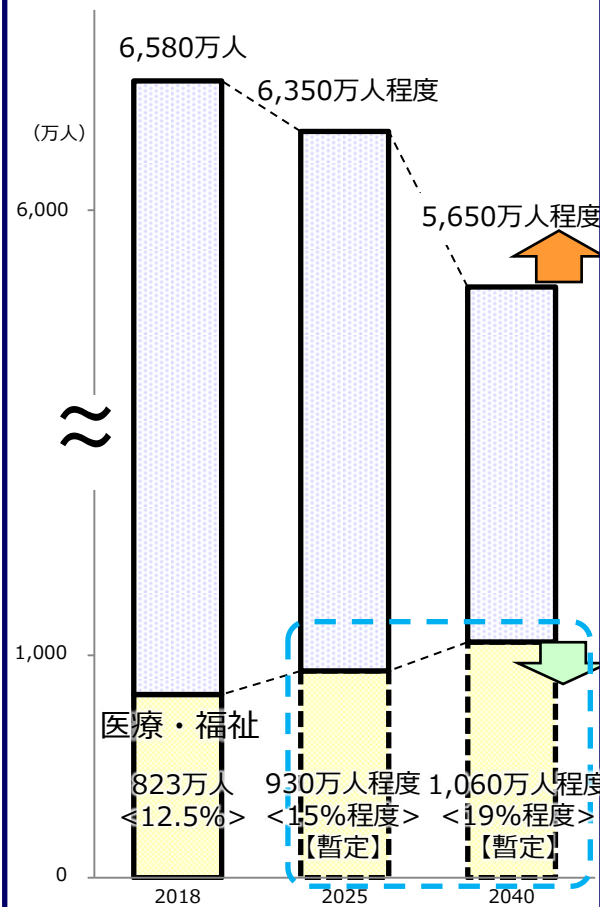 6,580万人
6,350万人程度
(万人)
6,000
5,650万人程度
≈
1,000
医療・福祉
823万人
<12.5%>
930万人程度
<15%程度>
【暫定】
1,060万人程度
<19%程度>
【暫定】
0
2018
2025
2040